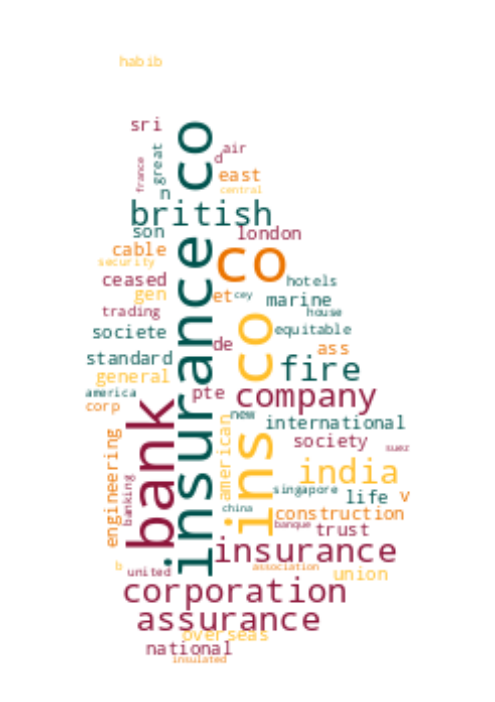 habib
sri
insurance co
air
d
great
france
east
central
n
british
son
london
cable
co
security
ceased
hotels
gen
et
cey
marine
trading
house
ins co
societe
equitable
de
ass
standard
fire
general
america
pte
company
corp
bank
new
international
american
engineering
society
suez
banking
india
singapore
life
v
china
construction
banque
trust
insurance
b
united
association
union
corporation
assurance
overseas
national
insulated